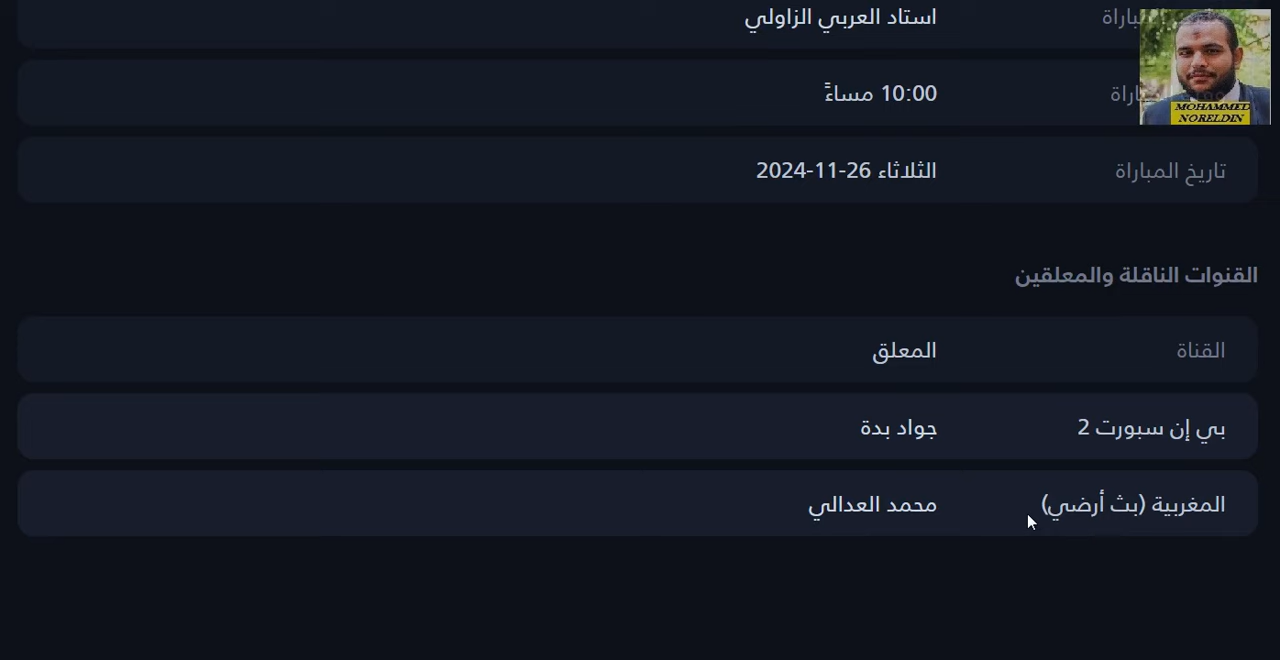 استاد العربي الزاولي
10:00 مساءً
MOHAMMED
NORELDIN
تاريخ المباراة الثلاثاء 26-11-2024
القنوات الناقلة والمعلقين
القناة المعلق
بي إن سبورت 2 جواد بدة
المغربية (بث أرضي) محمد العدالي